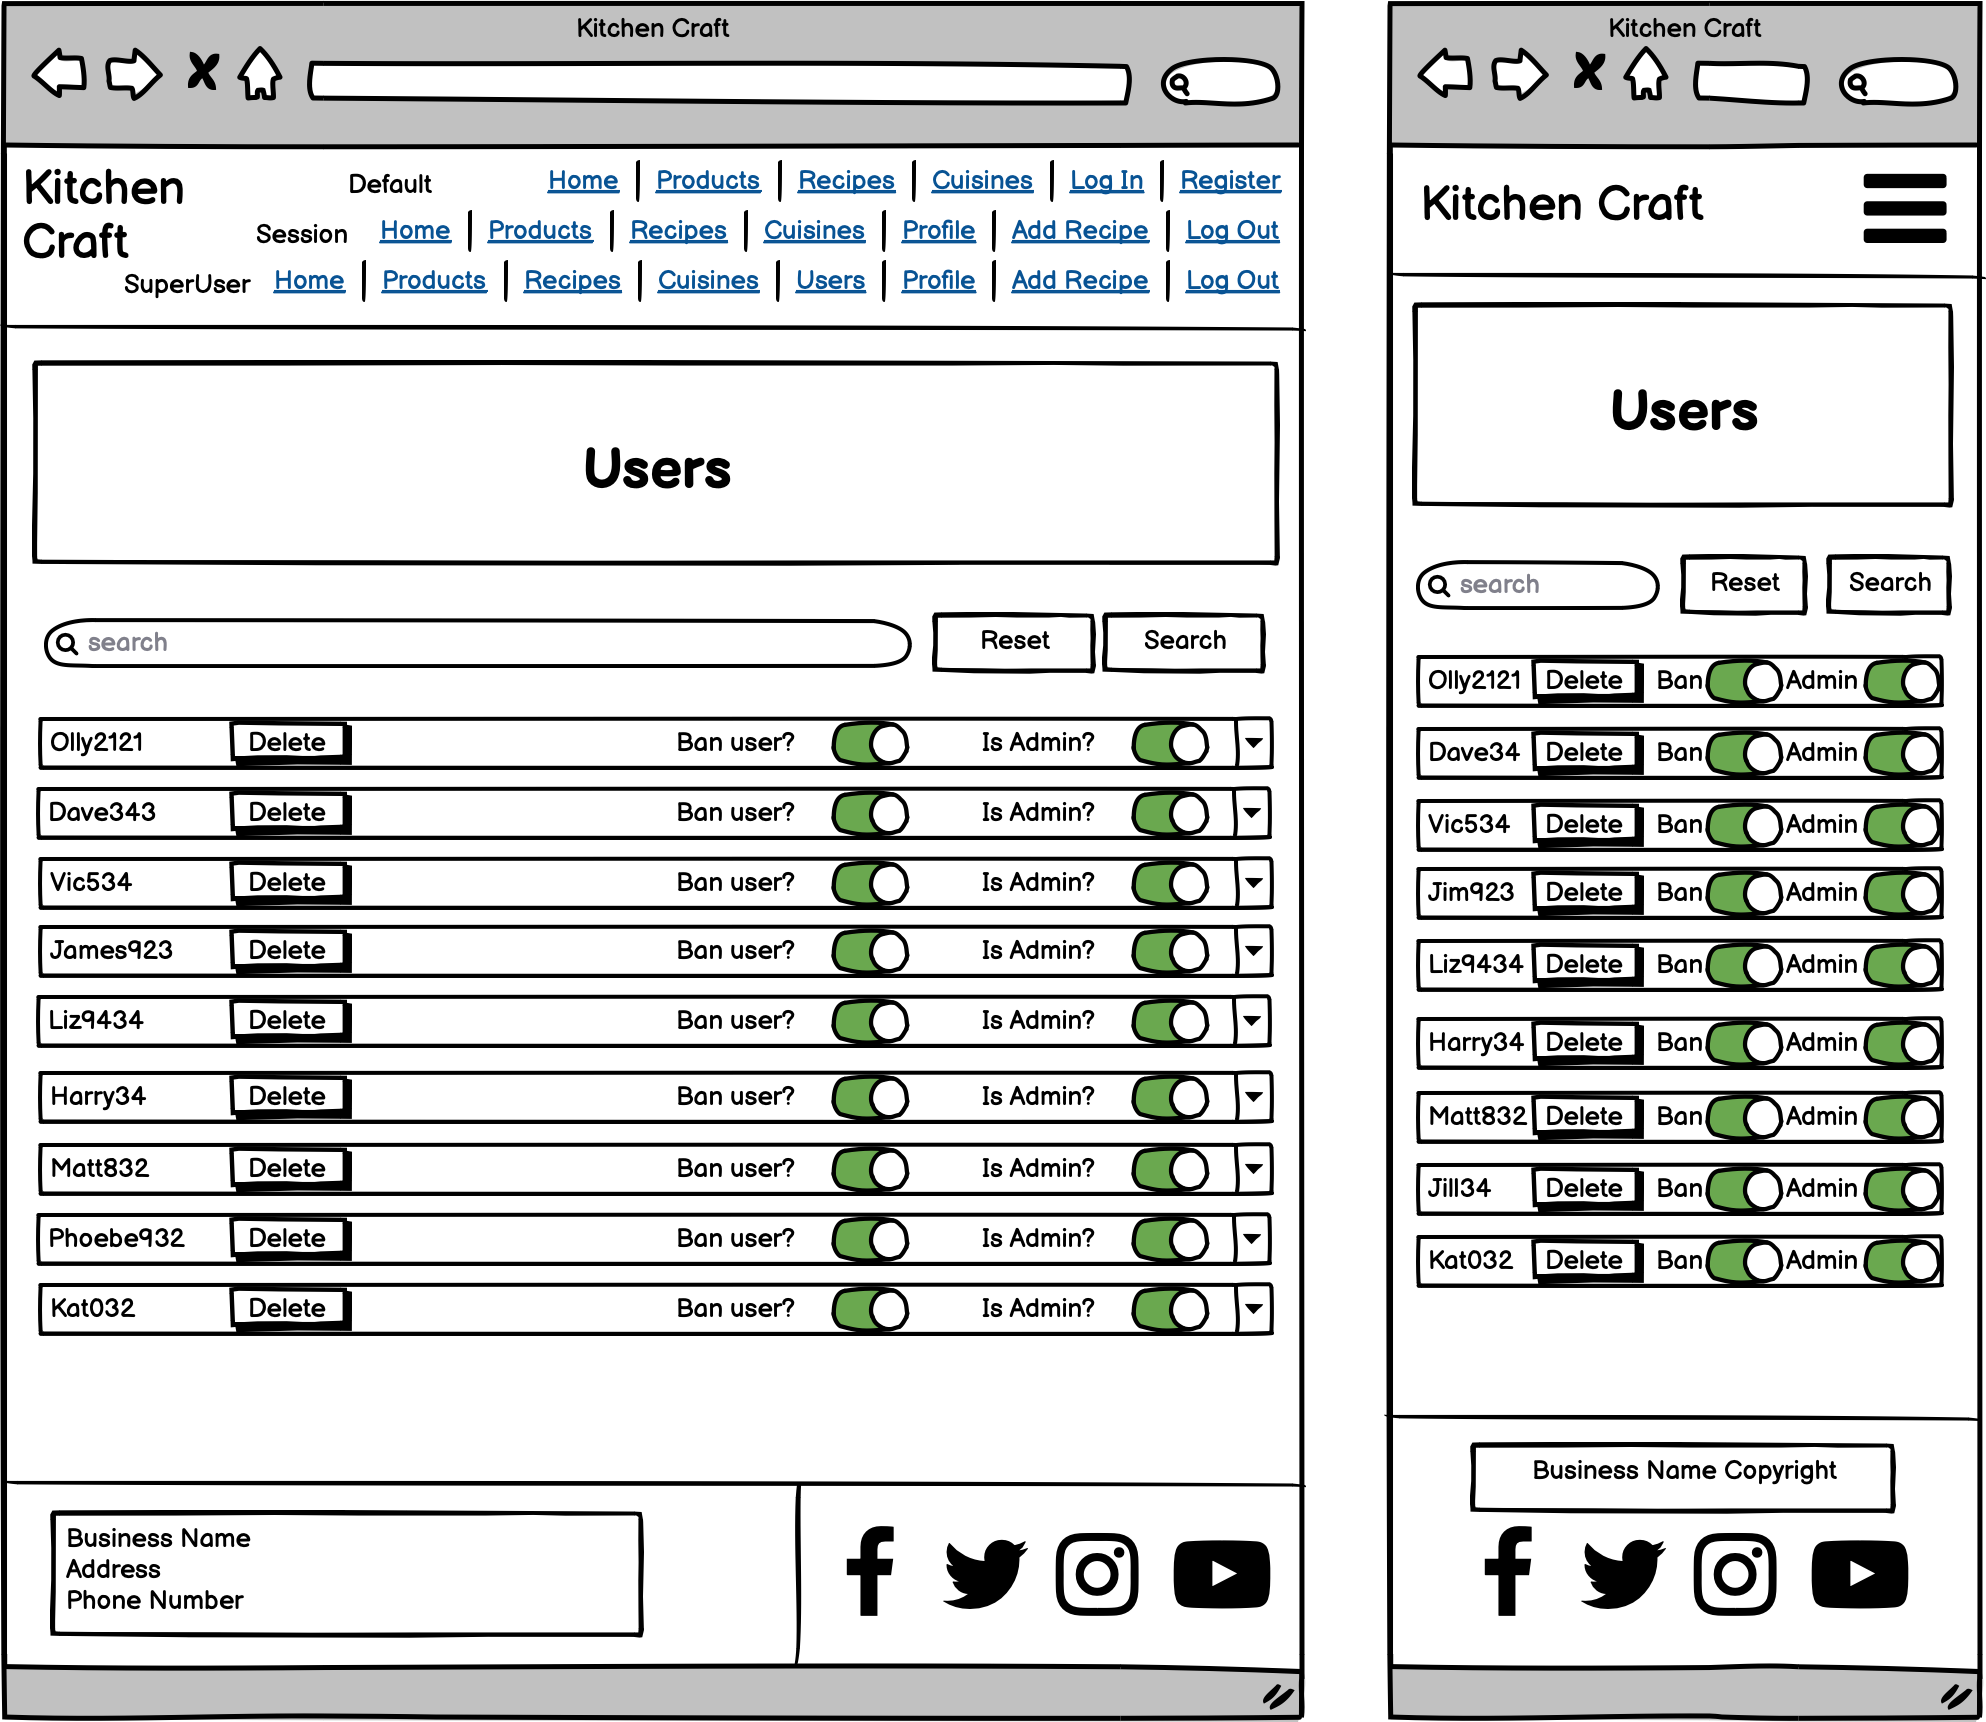 Kitchen Craft
Kitchen
Craft
Default Home Products Recipes Cuisines Log In Register
Session Home Products Recipes Cuisines Profile Add Recipe Log Out
SuperUser Home Products Recipes Cuisines Users Profile Add Recipe Log Out
Users
search Reset Search
Olly2121 Delete Ban user? Is Admin?
Dave343 Delete Ban user? Is Admin?
Vic534 Delete Ban user? Is Admin?
James923 Delete Ban user? Is Admin?
Liz9434 Delete Ban user? Is Admin?
Harry34 Delete Ban user? Is Admin?
Matt832 Delete Ban user? Is Admin?
Phoebe932 Delete Ban user? Is Admin?
Kat032 Delete Ban user? Is Admin?
Business Name
Address
Phone Number
Kitchen Craft
Kitchen Craft
Users
search Reset Search
Olly2121 Delete Ban Admin
Dave34 Delete Ban Admin
Vic534 Delete Ban Admin
Jim923 Delete Ban Admin
Liz9434 Delete Ban Admin
Harry34 Delete Ban Admin
Matt832 Delete Ban Admin
Jill34 Delete Ban Admin
Kat032 Delete Ban Admin
Business Name Copyright